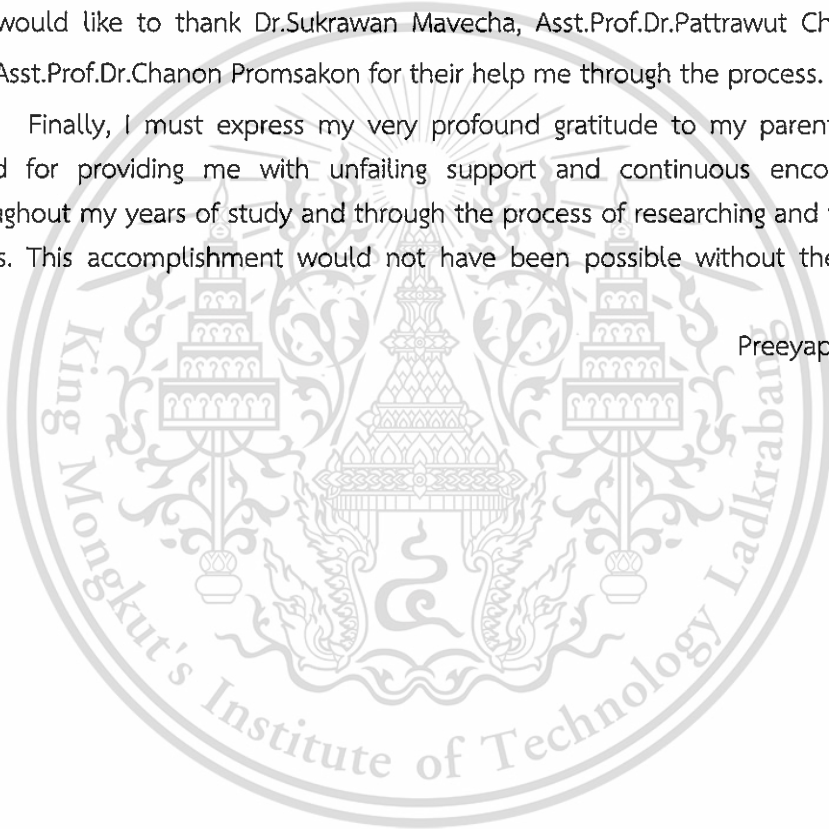 would like to thank Dr.Sukrawan Mavecha, Asst.Prof.Dr.Pattrawut Ch
Asst.Prof.Dr.Chanon Promsakon for their help me through the process.
Finally, I must express my very profound gratitude to my parent
d for providing me with unfailing support and continuous enco
ughout my years of study and through the process of researching and
s. This accomplishment would not have been possible without the
Preeyap
King Mongkut's Institute of Technology Ladkrabang